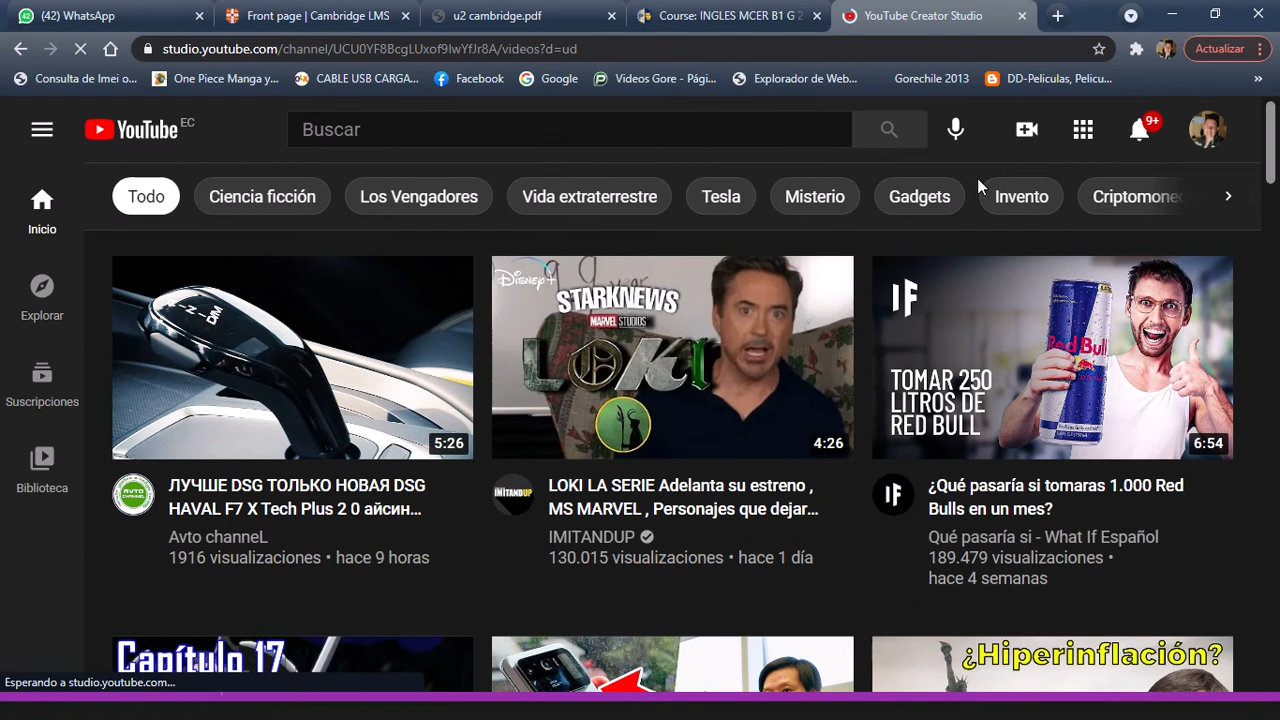 (42) WhatsApp
Front page | Cambridge LMS
u2 cambridge.pdf
Course: INGLES MCER B1 G 2
YouTube Creator Studio
studio.youtube.com/channel/UCU0YF8BcgLUxof9IwYfJr8A/videos?d=ud
Actualizar
Consulta de Imei o...
One Piece Manga y...
CABLE USB CARGA...
Facebook
Google
Videos Gore - Pági...
Explorador de Web...
Gorechile 2013
DD-Peliculas, Pelicu...
YouTube EC
Buscar
9+
Todo
Ciencia ficción
Los Vengadores
Vida extraterrestre
Tesla
Misterio
Gadgets
Invento
Criptomone
Inicio
Explorar
Suscripciones
Biblioteca
5:26
Disney+
STARKNEWS
MARVEL STUDIOS
LOKI
4:26
IF
Red Bull
TOMAR 250
LITROS DE
RED BULL
6:54
ЛУЧШЕ DSG ТОЛЬКО НОВАЯ DSG
HAVAL F7 X Tech Plus 2 0 айсин...
Avto channeL
1916 visualizaciones • hace 9 horas
IMITANDUP
LOKI LA SERIE Adelanta su estreno ,
MS MARVEL , Personajes que dejar...
IMITANDUP
130.015 visualizaciones • hace 1 día
IF
¿Qué pasaría si tomaras 1.000 Red
Bulls en un mes?
Qué pasaría si - What If Español
189.479 visualizaciones •
hace 4 semanas
Capítulo 17
¿Hiperinflación?
Esperando a studio.youtube.com...